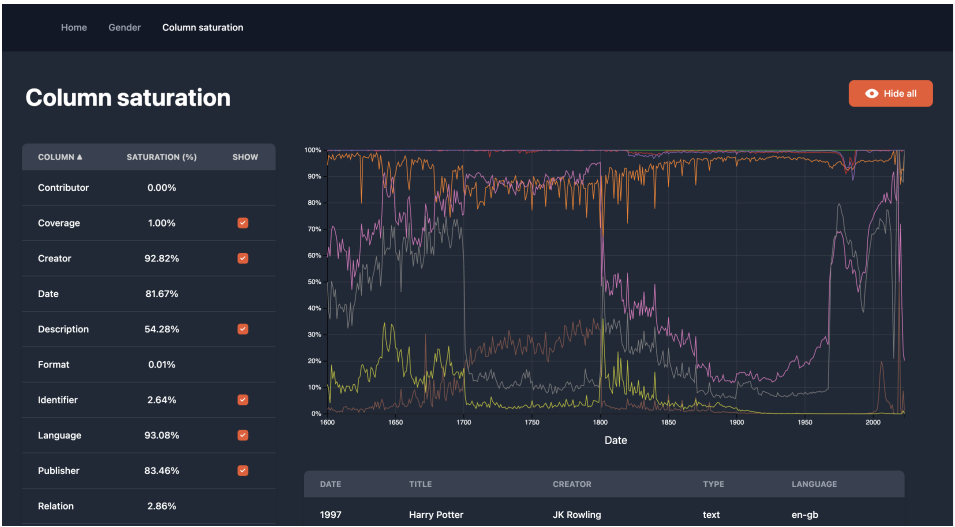 Home Gender Column saturation
Column saturation
Hide all
COLUMN ▲ SATURATION (%) SHOW
Contributor 0.00%
Coverage 1.00%
Creator 92.82%
Date 81.67%
Description 54.28%
Format 0.01%
Identifier 2.64%
Language 93.08%
Publisher 83.46%
Relation 2.86%
100%
90%
80%
70%
60%
50%
40%
30%
20%
10%
0%
1600 1650 1700 1750 1800 1850 1900 1950 2000
Date
DATE TITLE CREATOR TYPE LANGUAGE
1997 Harry Potter JK Rowling text en-gb